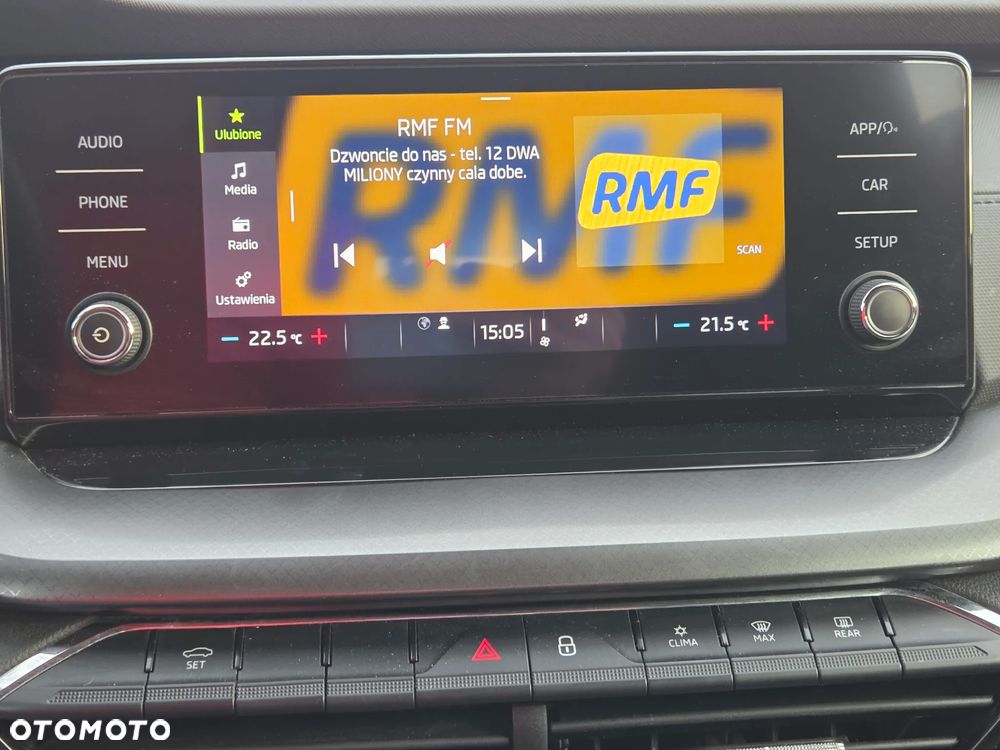 AUDIO
PHONE
MENU
Ulubione
Media
Radio
Ustawienia
RMF FM
Dzwoncie do nas - tel. 12 DWA
MILIONY czynny cala dobe.
RMF
RMF
SCAN
22.5 °C
15:05
21.5 °C
APP/
CAR
SETUP
SET
CLIMA
MAX
REAR
OTOMOTO